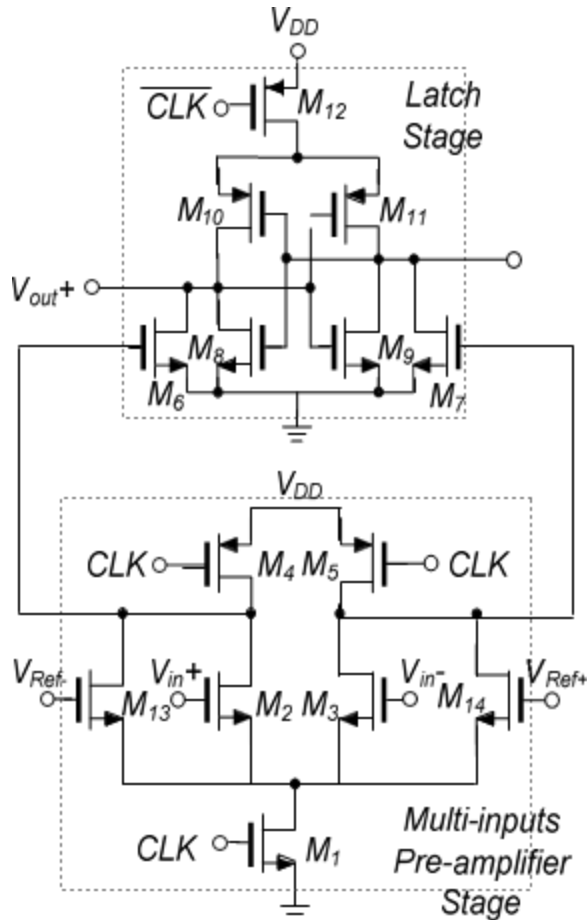 VDD
CLK M12 Latch
Stage
M10 M11
Vout+
M8 M9
M6 M7
VDD
CLK M4 M5 CLK
VRef- Vin+ Vin- VRef+
M13 M2 M3 M14
CLK M1
Multi-inputs
Pre-amplifier
Stage